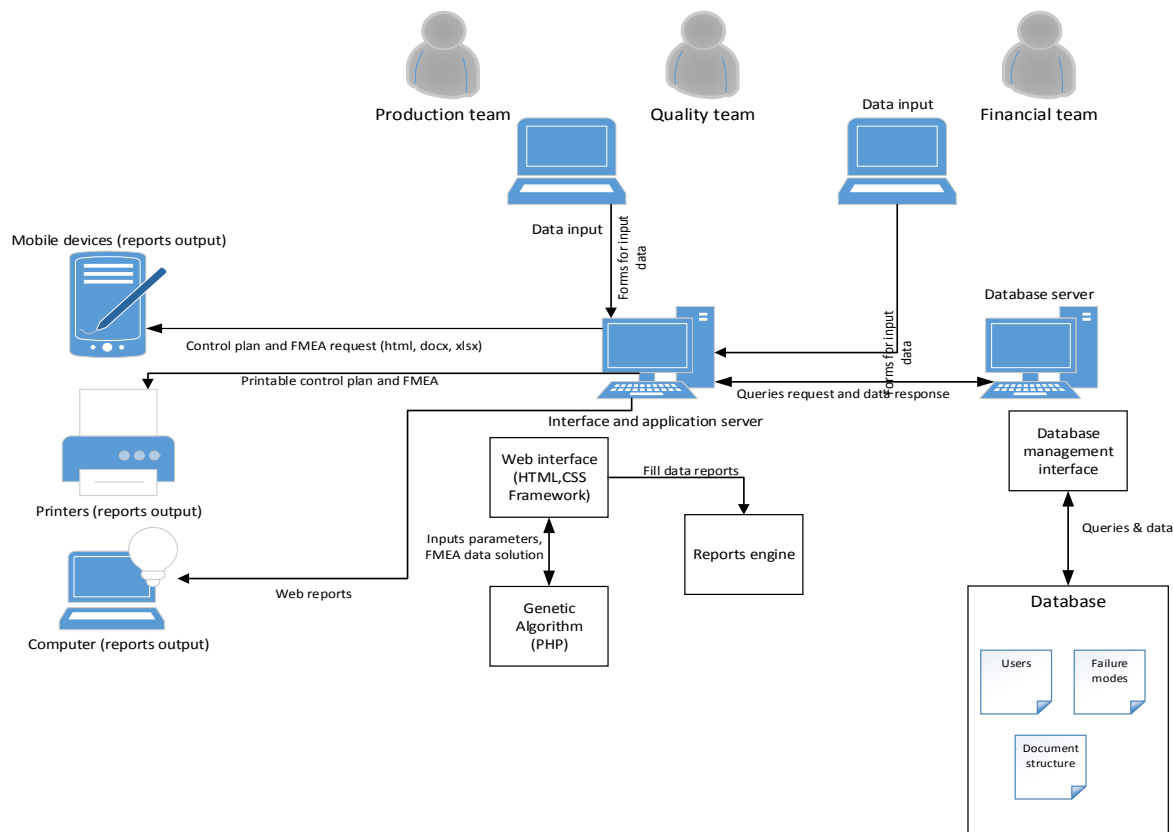 Production team
Quality team
Data input
Financial team
Data input
Forms for input
data
Mobile devices (reports output)
Database server
Control plan and FMEA request (html, docx, xlsx)
Forms for input
data
Printable control plan and FMEA
Queries request and data response
Interface and application server
Web interface
(HTML,CSS
Framework)
Fill data reports
Database
management
interface
Printers (reports output)
Inputs parameters,
FMEA data solution
Reports engine
Queries & data
Web reports
Genetic
Algorithm
(PHP)
Computer (reports output)
Database
Users
Failure
modes
Document
structure